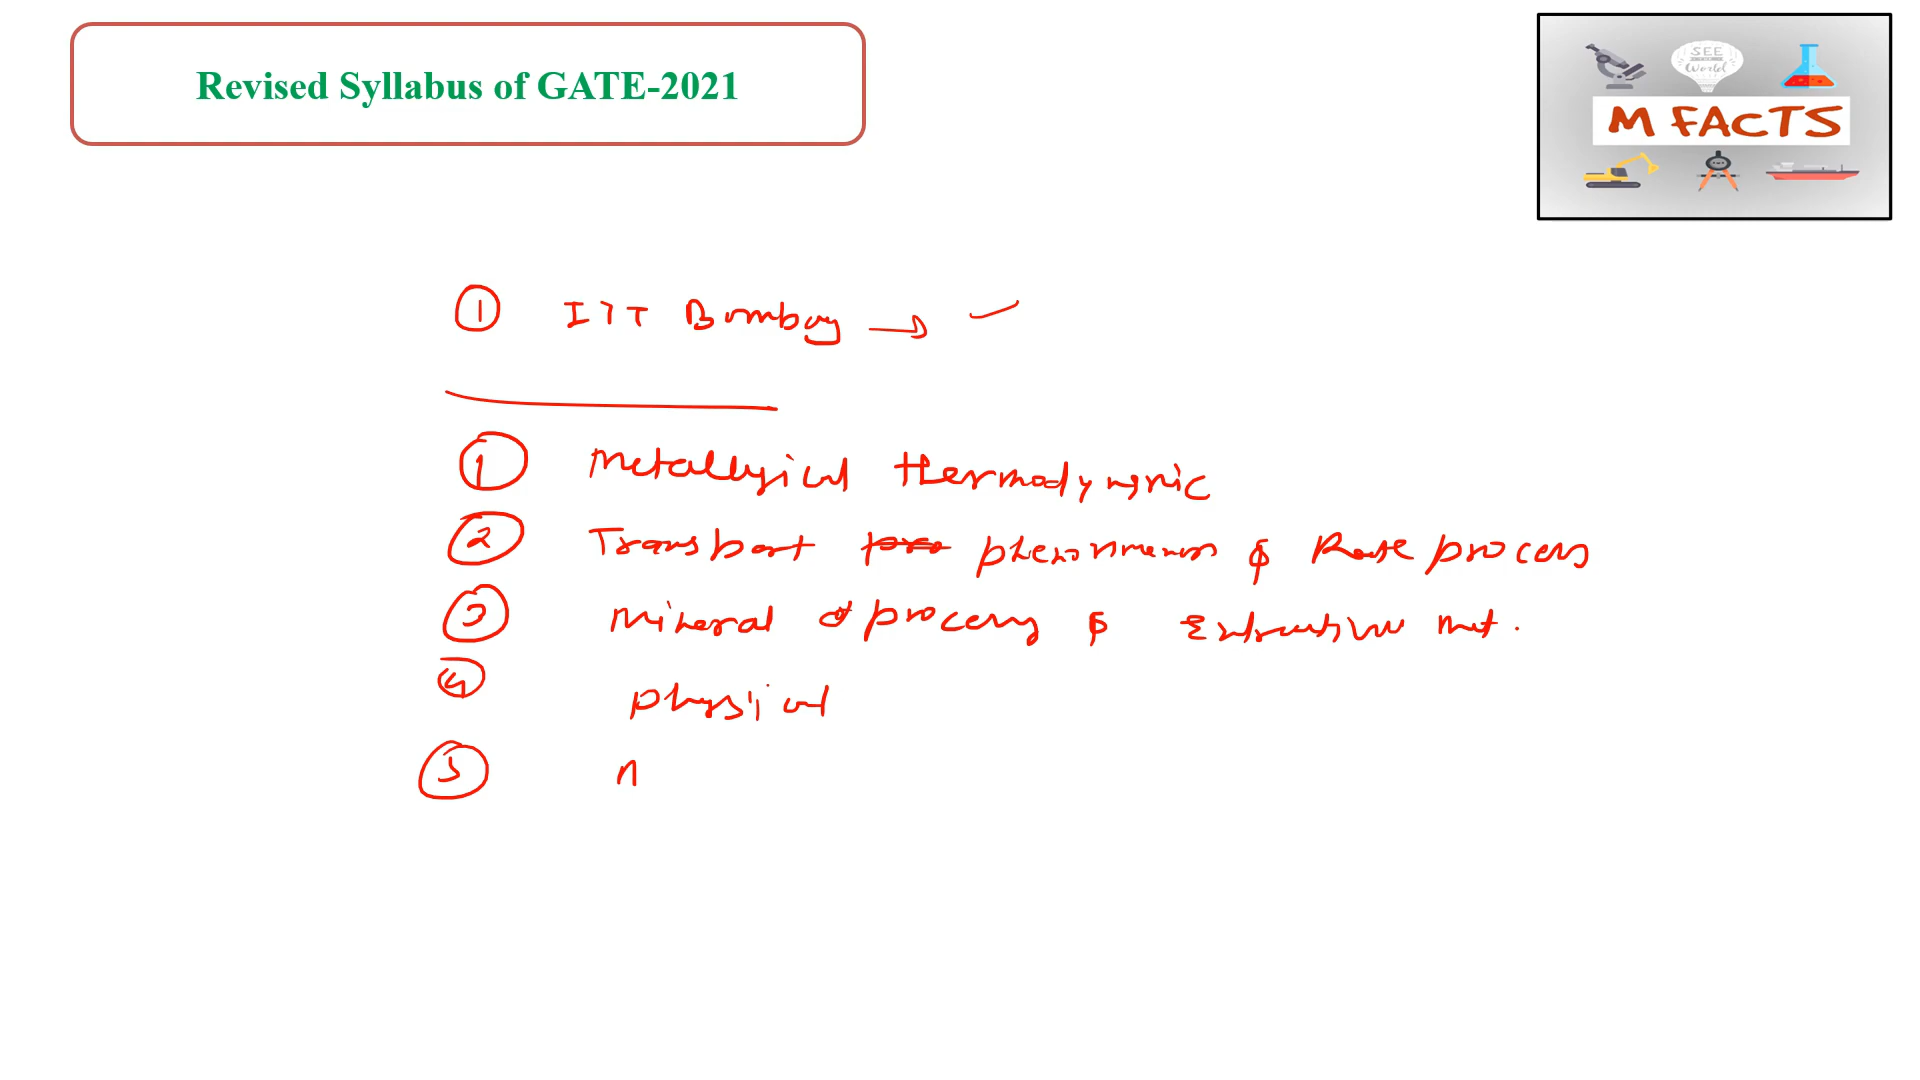 Revised Syllabus of GATE-2021
SEE
THE
World
M FACTS
① IIT Bombay →
① Metallurgical thermodynamic
② Transport phenomenon & Rate process
③ Mineral processing & Extractive Met.
④ Physical
⑤ M